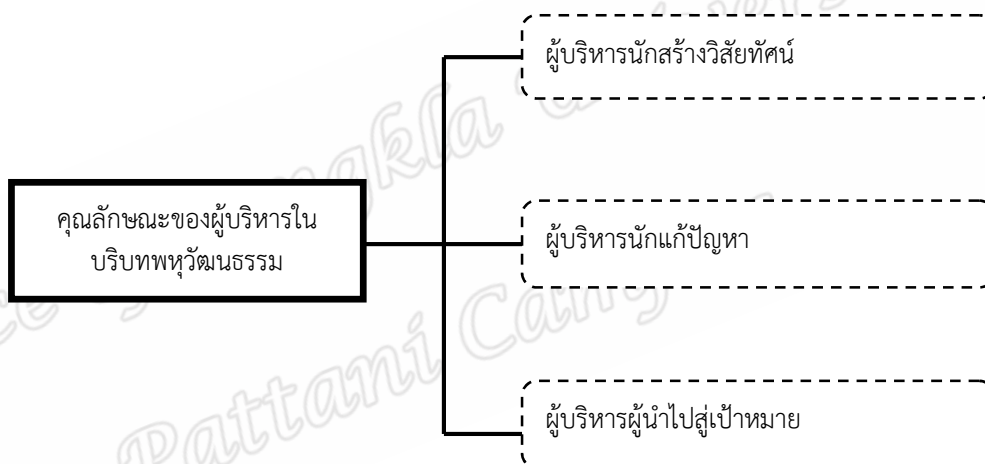 ผู้บริหารนักสร้างวิสัยทัศน์
คุณลักษณะของผู้บริหารใน
บริบทพหุวัฒนธรรม
ผู้บริหารนักแก้ปัญหา
ผู้บริหารผู้นำไปสู่เป้าหมาย
Pattani